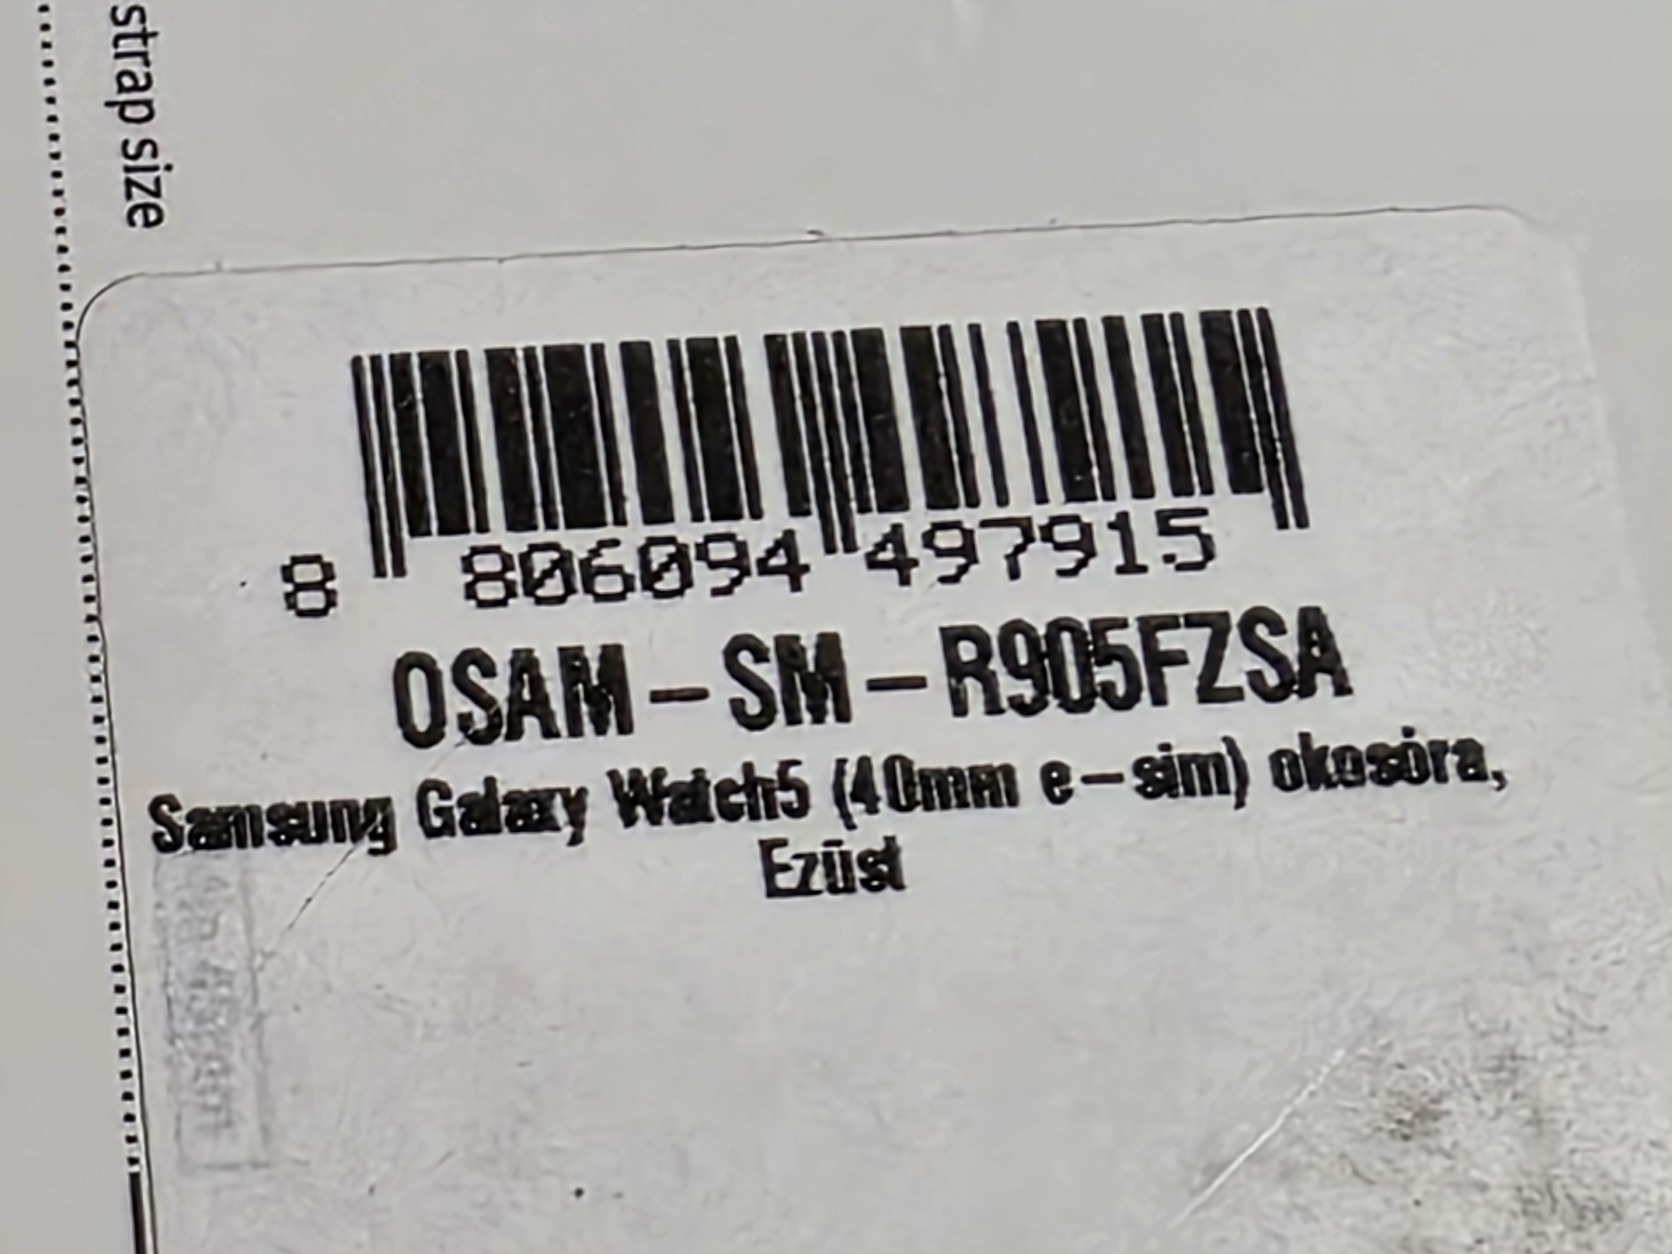 strap size
8 806094 497915
OSAM-SM-R905FZSA
Samsung Galaxy Watch5 (40mm e-sim) okosóra,
Ezüst